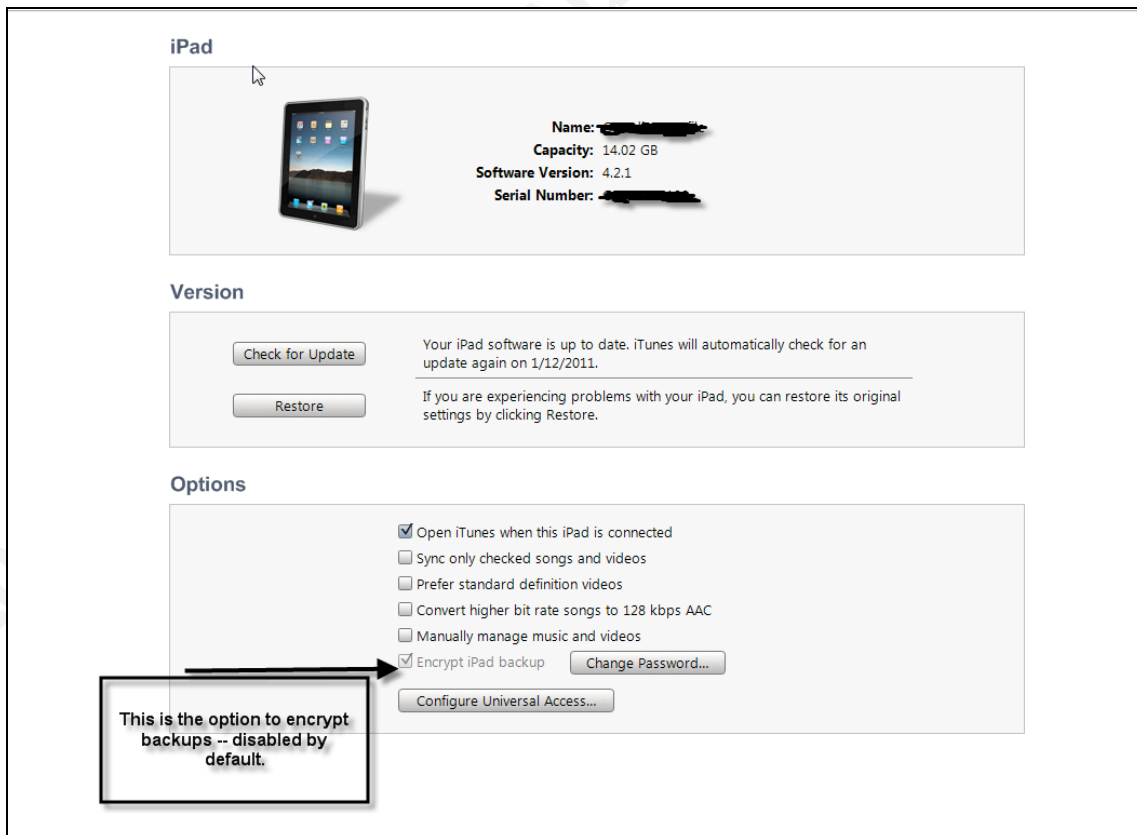 iPad
Name:
Capacity: 14.02 GB
Software Version: 4.2.1
Serial Number:
Version
Check for Update
Your iPad software is up to date. iTunes will automatically check for an
update again on 1/12/2011.
Restore
If you are experiencing problems with your iPad, you can restore its original
settings by clicking Restore.
Options
Open iTunes when this iPad is connected
Sync only checked songs and videos
Prefer standard definition videos
Convert higher bit rate songs to 128 kbps AAC
Manually manage music and videos
Encrypt iPad backup Change Password...
Configure Universal Access...
This is the option to encrypt
backups -- disabled by
default.